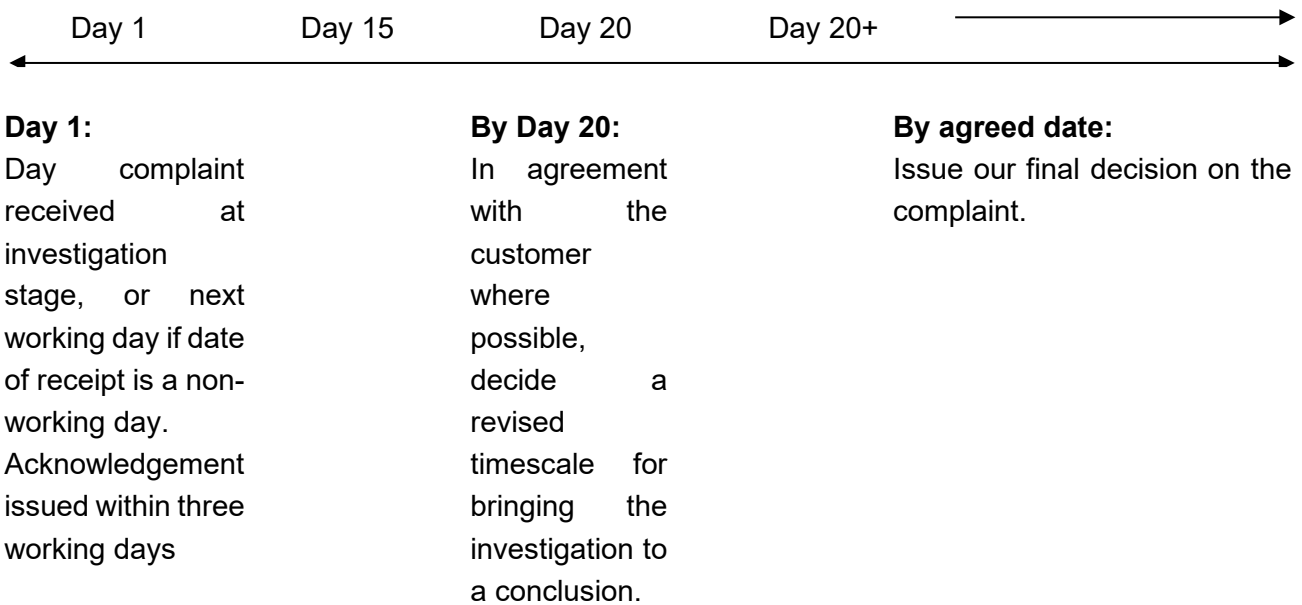 Day 1 Day 15 Day 20 Day 20+
Day 1:
Day complaint
received at
investigation
stage, or next
working day if date
of receipt is a non-
working day.
Acknowledgement
issued within three
working days
By Day 20:
In agreement
with the
customer
where
possible,
decide a
revised
timescale for
bringing the
investigation to
a conclusion.
By agreed date:
Issue our final decision on the
complaint.